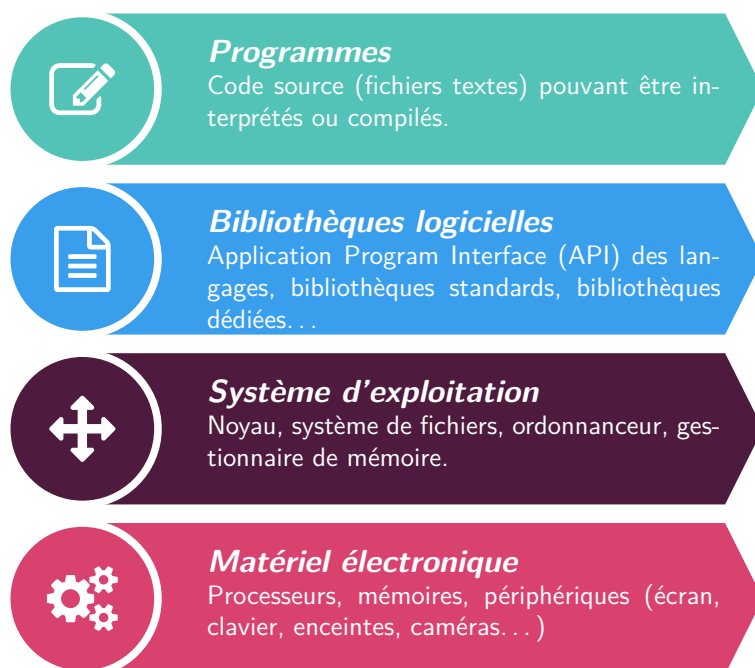 Programmes
Code source (fichiers textes) pouvant être in-
terprétés ou compilés.
Bibliothèques logicielles
Application Program Interface (API) des lan-
gages, bibliothèques standards, bibliothèques
dédiées...
Système d'exploitation
Noyau, système de fichiers, ordonnanceur, ges-
tionnaire de mémoire.
Matériel électronique
Processeurs, mémoires, périphériques (écran,
clavier, enceintes, caméras...)